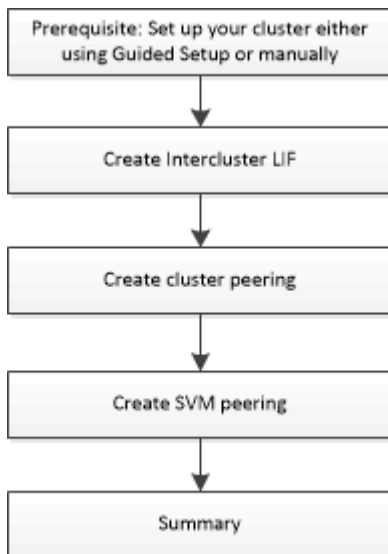 Prerequisite: Set up your cluster either
using Guided Setup or manually
Create Intercluster LIF
Create cluster peering
Create SVM peering
Summary